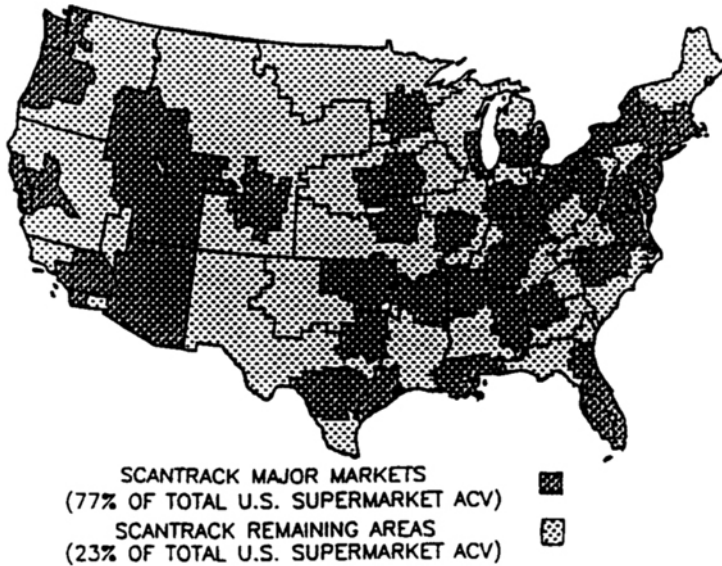 SCANTRACK MAJOR MARKETS
(77% OF TOTAL U.S. SUPERMARKET ACV)
SCANTRACK REMAINING AREAS
(23% OF TOTAL U.S. SUPERMARKET ACV)